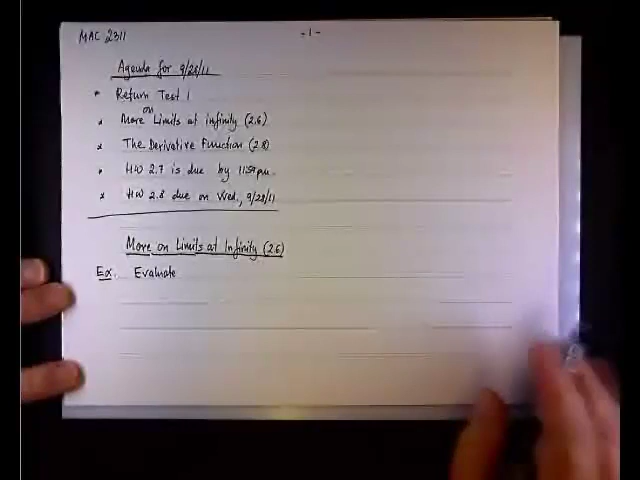 MAC 2311
-1-
Agenda for 9/26/11
• Return Test 1
* More on Limits at infinity (2.6)
* The Derivative Function (2.8)
* HW 2.7 is due by 11:59pm.
* HW 2.8 due on Wed, 9/28/11
More on Limits at Infinity (2.6)
Ex. Evaluate